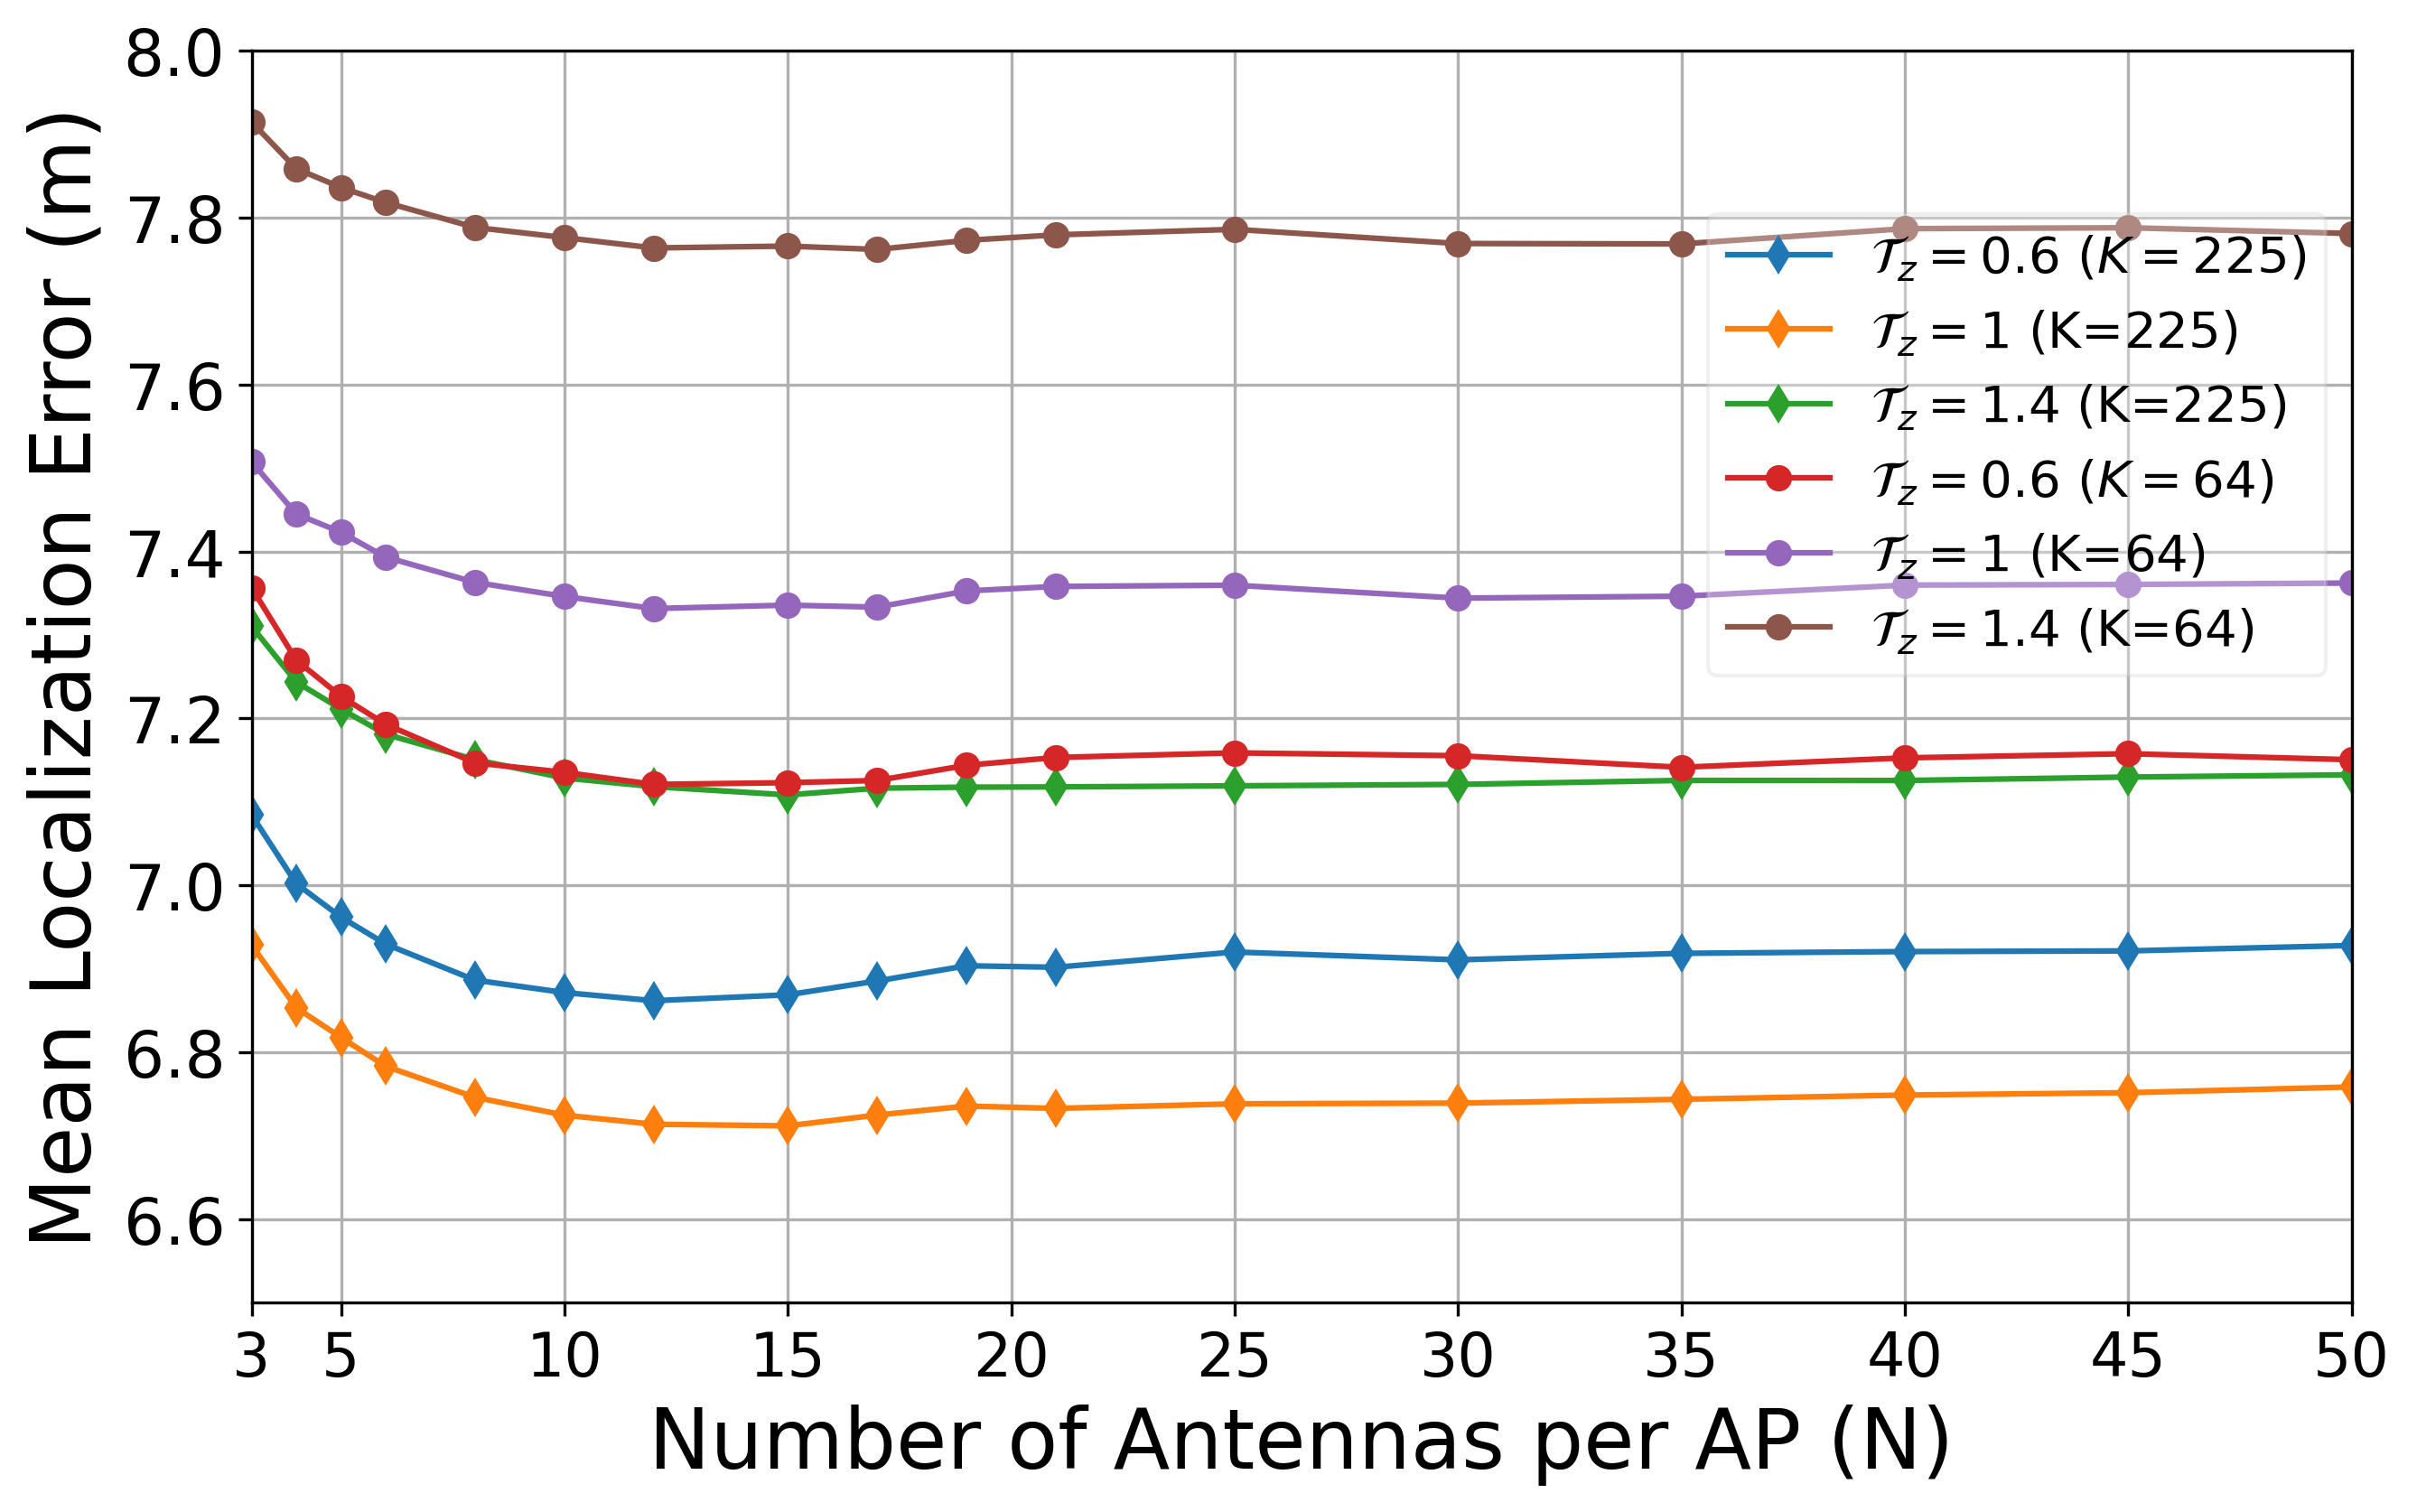 Mean Localization Error (m)
8.0
7.8
7.6
7.4
7.2
7.0
6.8
6.6
𝒯z = 0.6 (K = 225)
𝒯z = 1 (K=225)
𝒯z = 1.4 (K=225)
𝒯z = 0.6 (K = 64)
𝒯z = 1 (K=64)
𝒯z = 1.4 (K=64)
3 5 10 15 20 25 30 35 40 45 50
Number of Antennas per AP (N)